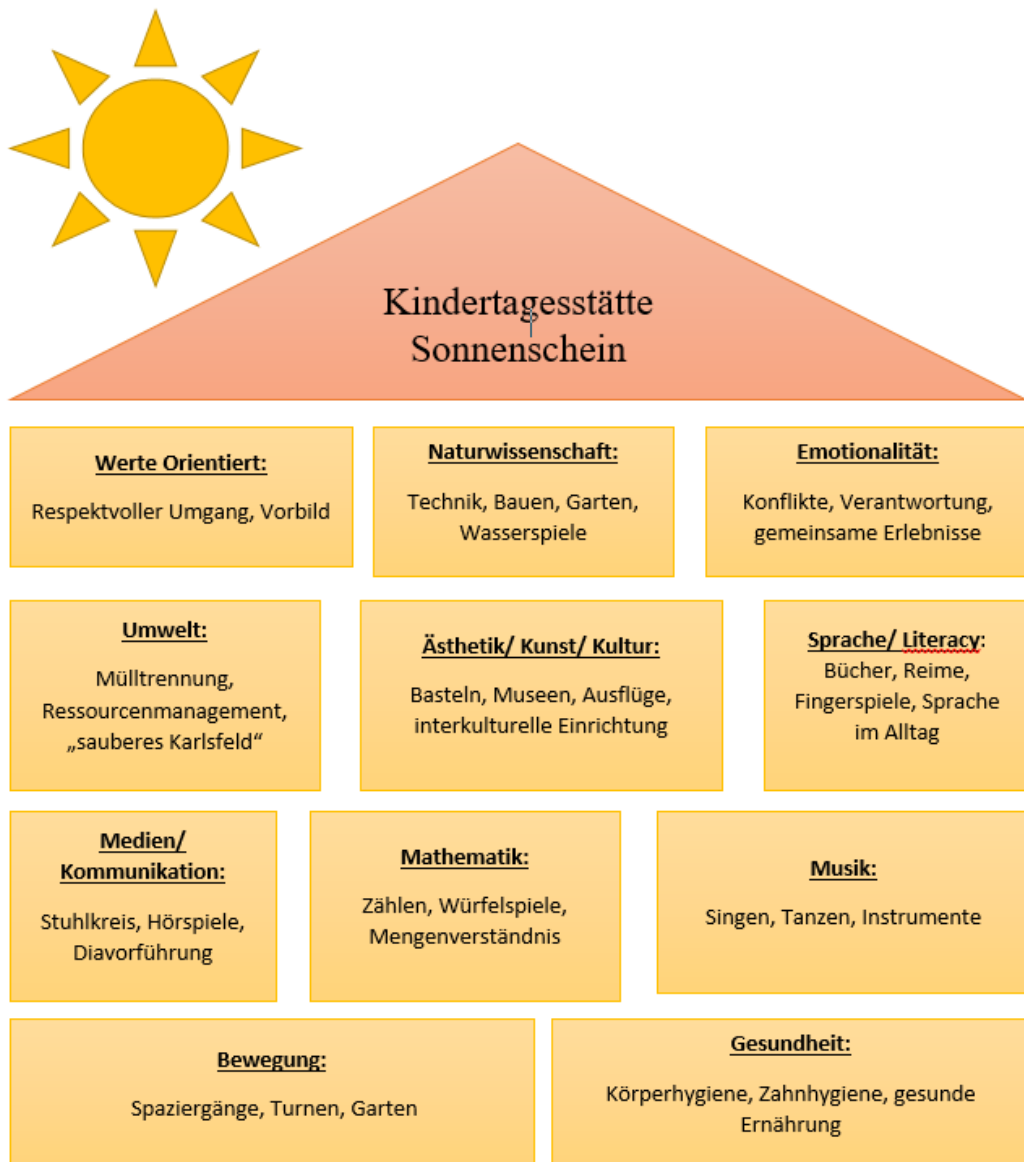 Kindertagesstätte
Sonnenschein
Werte Orientiert:
Respektvoller Umgang, Vorbild
Naturwissenschaft:
Technik, Bauen, Garten,
Wasserspiele
Emotionalität:
Konflikte, Verantwortung,
gemeinsame Erlebnisse
Umwelt:
Mülltrennung,
Ressourcenmanagement,
„sauberes Karlsfeld“
Ästhetik/ Kunst/ Kultur:
Basteln, Museen, Ausflüge,
interkulturelle Einrichtung
Sprache/ Literacy:
Bücher, Reime,
Fingerspiele, Sprache
im Alltag
Medien/
Kommunikation:
Stuhlkreis, Hörspiele,
Diavorführung
Mathematik:
Zählen, Würfelspiele,
Mengenverständnis
Musik:
Singen, Tanzen, Instrumente
Bewegung:
Spaziergänge, Turnen, Garten
Gesundheit:
Körperhygiene, Zahnhygiene, gesunde
Ernährung